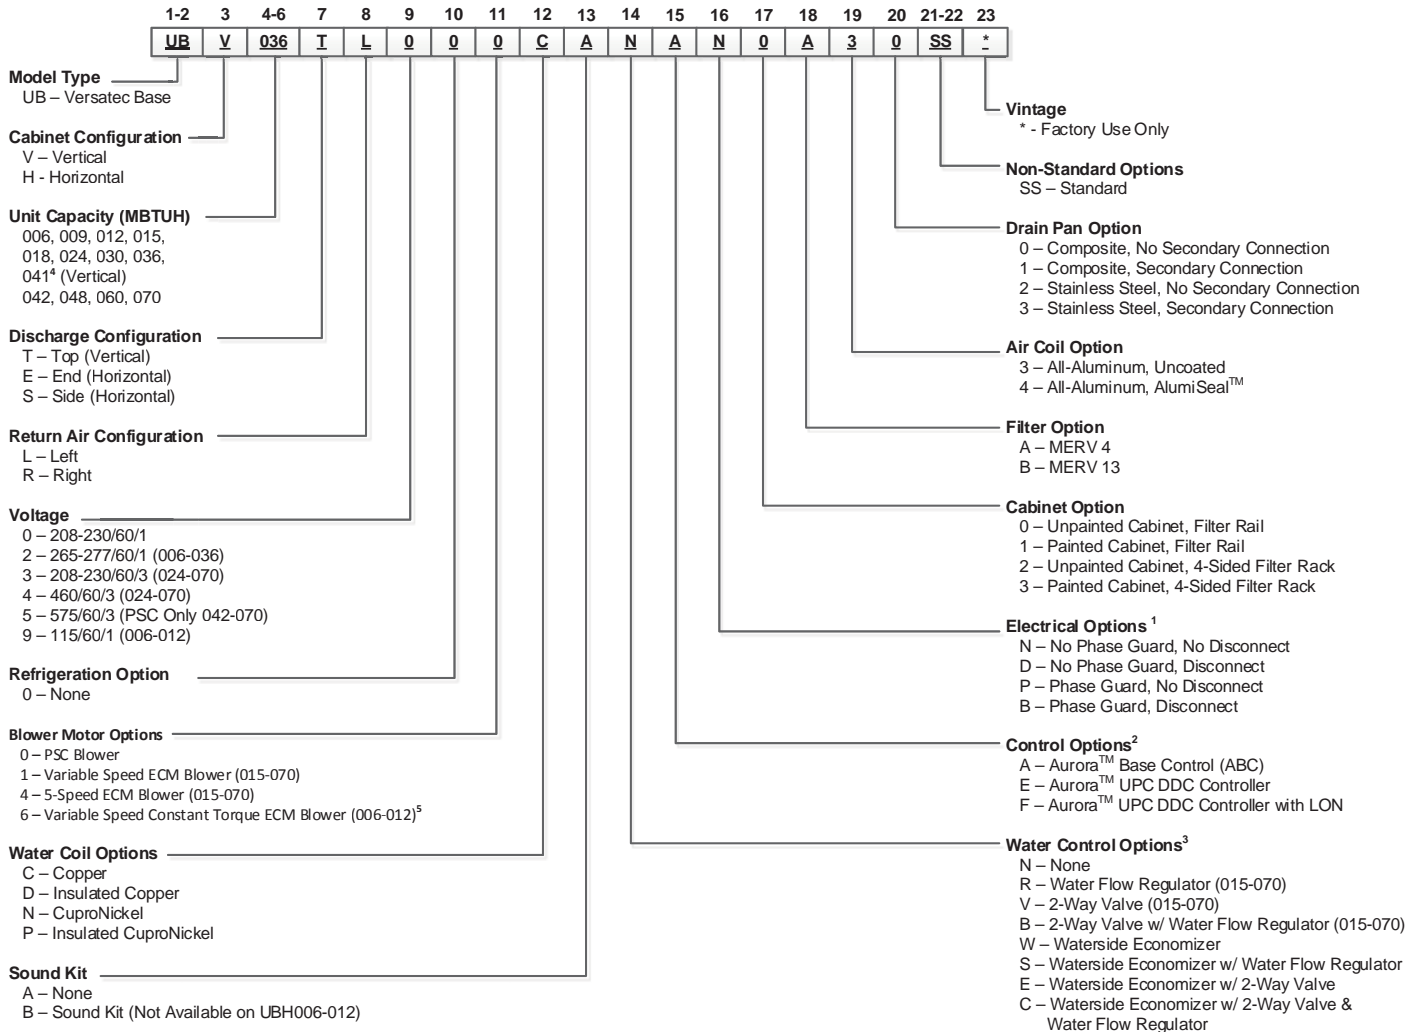 1-2 3 4-6 7 8 9 10 11 12 13 14 15 16 17 18 19 20 21-22 23
UB V 036 T L 0 0 0 C A N A N 0 A 3 0 SS *
Model Type
UB – Versatec Base
Cabinet Configuration
V – Vertical
H - Horizontal
Unit Capacity (MBTUH)
006, 009, 012, 015,
018, 024, 030, 036,
041⁴ (Vertical)
042, 048, 060, 070
Discharge Configuration
T – Top (Vertical)
E – End (Horizontal)
S – Side (Horizontal)
Return Air Configuration
L – Left
R – Right
Voltage
0 – 208-230/60/1
2 – 265-277/60/1 (006-036)
3 – 208-230/60/3 (024-070)
4 – 460/60/3 (024-070)
5 – 575/60/3 (PSC Only 042-070)
9 – 115/60/1 (006-012)
Refrigeration Option
0 – None
Blower Motor Options
0 – PSC Blower
1 – Variable Speed ECM Blower (015-070)
4 – 5-Speed ECM Blower (015-070)
6 – Variable Speed Constant Torque ECM Blower (006-012)⁵
Water Coil Options
C – Copper
D – Insulated Copper
N – CuproNickel
P – Insulated CuproNickel
Sound Kit
A – None
B – Sound Kit (Not Available on UBH006-012)
Vintage
* - Factory Use Only
Non-Standard Options
SS – Standard
Drain Pan Option
0 – Composite, No Secondary Connection
1 – Composite, Secondary Connection
2 – Stainless Steel, No Secondary Connection
3 – Stainless Steel, Secondary Connection
Air Coil Option
3 – All-Aluminum, Uncoated
4 – All-Aluminum, AlumiSeal™
Filter Option
A – MERV 4
B – MERV 13
Cabinet Option
0 – Unpainted Cabinet, Filter Rail
1 – Painted Cabinet, Filter Rail
2 – Unpainted Cabinet, 4-Sided Filter Rack
3 – Painted Cabinet, 4-Sided Filter Rack
Electrical Options ¹
N – No Phase Guard, No Disconnect
D – No Phase Guard, Disconnect
P – Phase Guard, No Disconnect
B – Phase Guard, Disconnect
Control Options²
A – Aurora™ Base Control (ABC)
E – Aurora™ UPC DDC Controller
F – Aurora™ UPC DDC Controller with LON
Water Control Options³
N – None
R – Water Flow Regulator (015-070)
V – 2-Way Valve (015-070)
B – 2-Way Valve w/ Water Flow Regulator (015-070)
W – Waterside Economizer
S – Waterside Economizer w/ Water Flow Regulator
E – Waterside Economizer w/ 2-Way Valve
C – Waterside Economizer w/ 2-Way Valve &
Water Flow Regulator